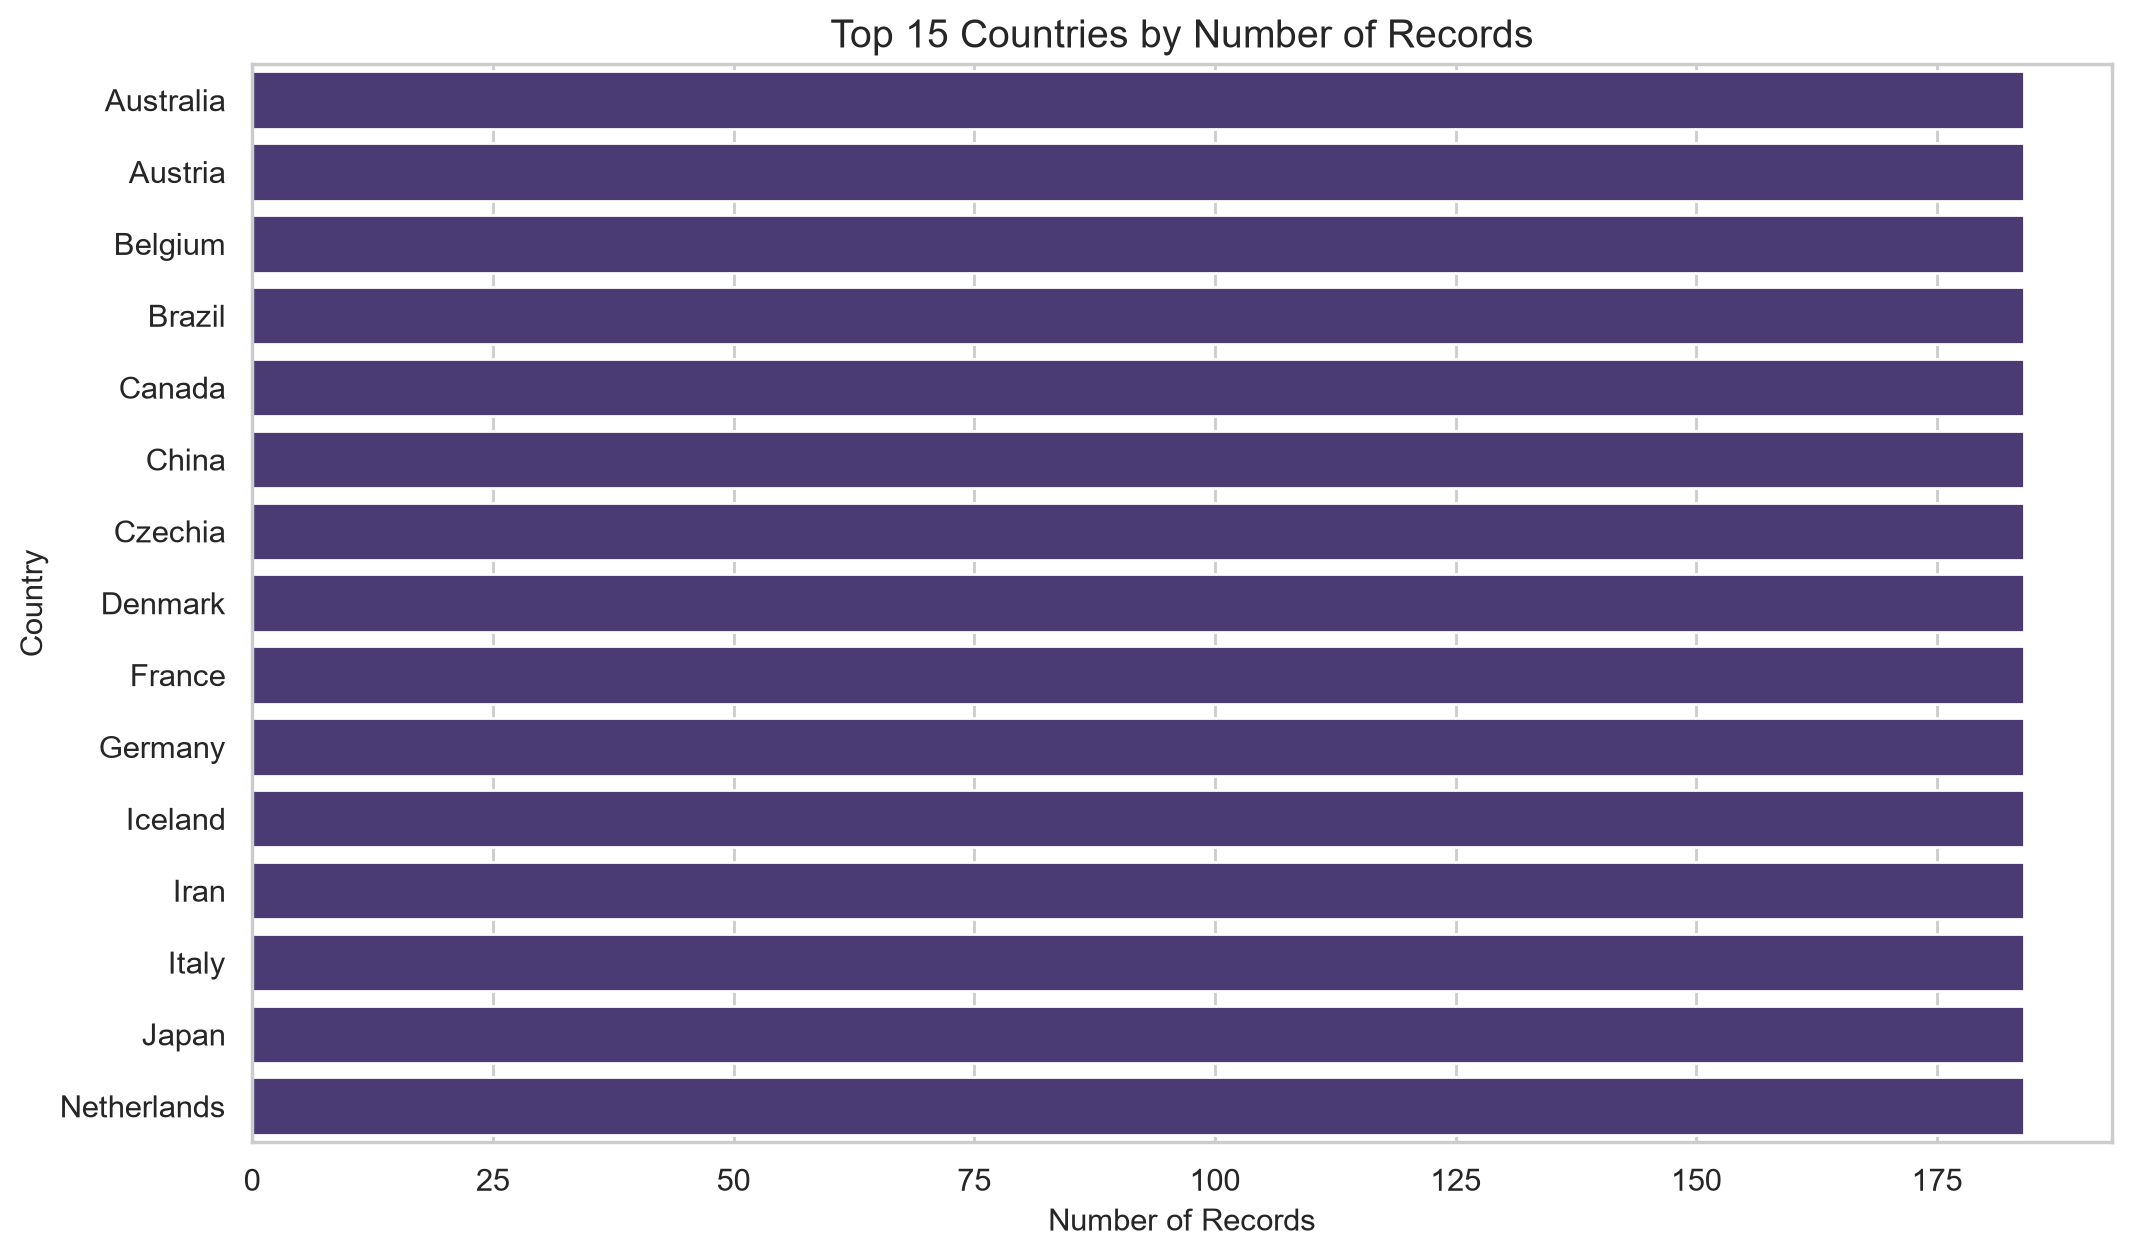 Top 15 Countries by Number of Records
Australia
Austria
Belgium
Brazil
Canada
China
Czechia
Denmark
France
Germany
Iceland
Iran
Italy
Japan
Netherlands
Country
0 25 50 75 100 125 150 175
Number of Records